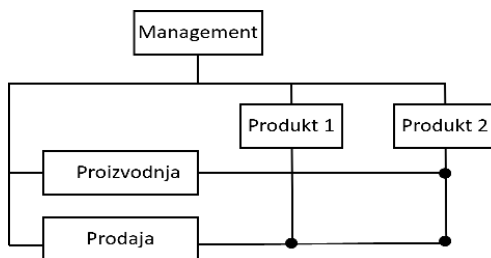 Management
Produkt 1
Produkt 2
Proizvodnja
Prodaja